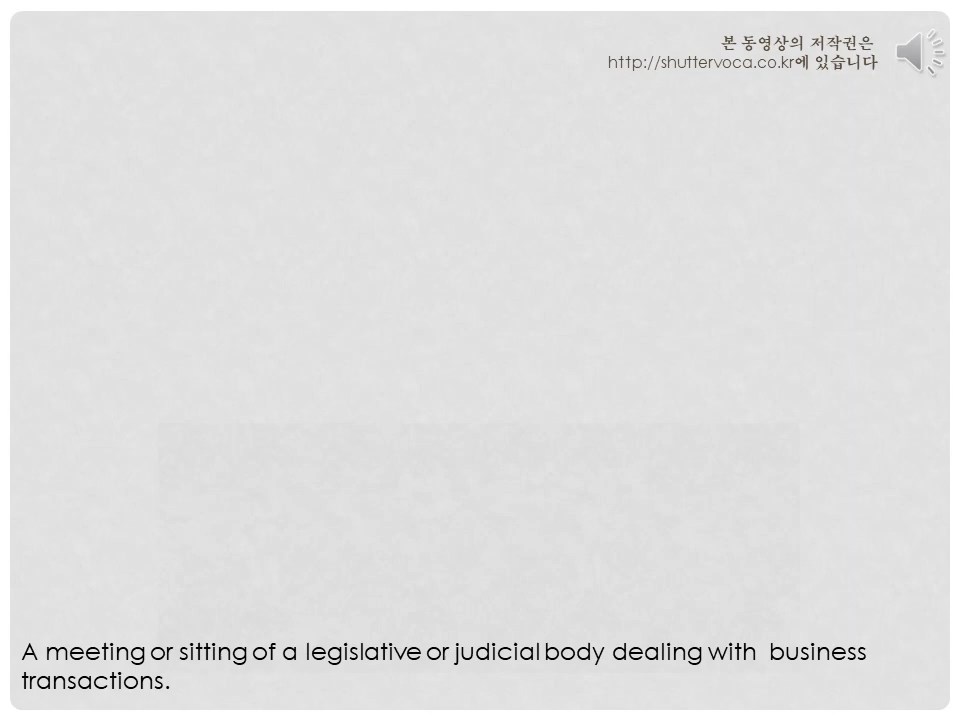 본 동영상의 저작권은
http://shuttervoca.co.kr에 있습니다
A meeting or sitting of a legislative or judicial body dealing with  business
transactions.